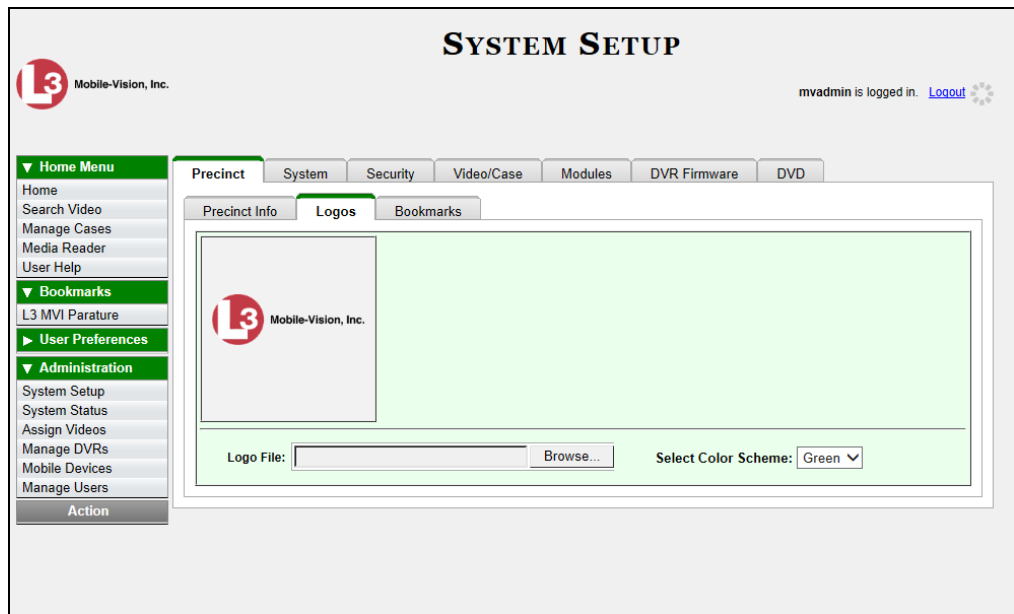 SYSTEM SETUP
L3 Mobile-Vision, Inc.
mvadmin is logged in. Logout
▼ Home Menu
Home
Search Video
Manage Cases
Media Reader
User Help
▼ Bookmarks
L3 MVI Parature
▶ User Preferences
▼ Administration
System Setup
System Status
Assign Videos
Manage DVRs
Mobile Devices
Manage Users
Action
Precinct System Security Video/Case Modules DVR Firmware DVD
Precinct Info Logos Bookmarks
L3 Mobile-Vision, Inc.
Logo File: Browse... Select Color Scheme: Green